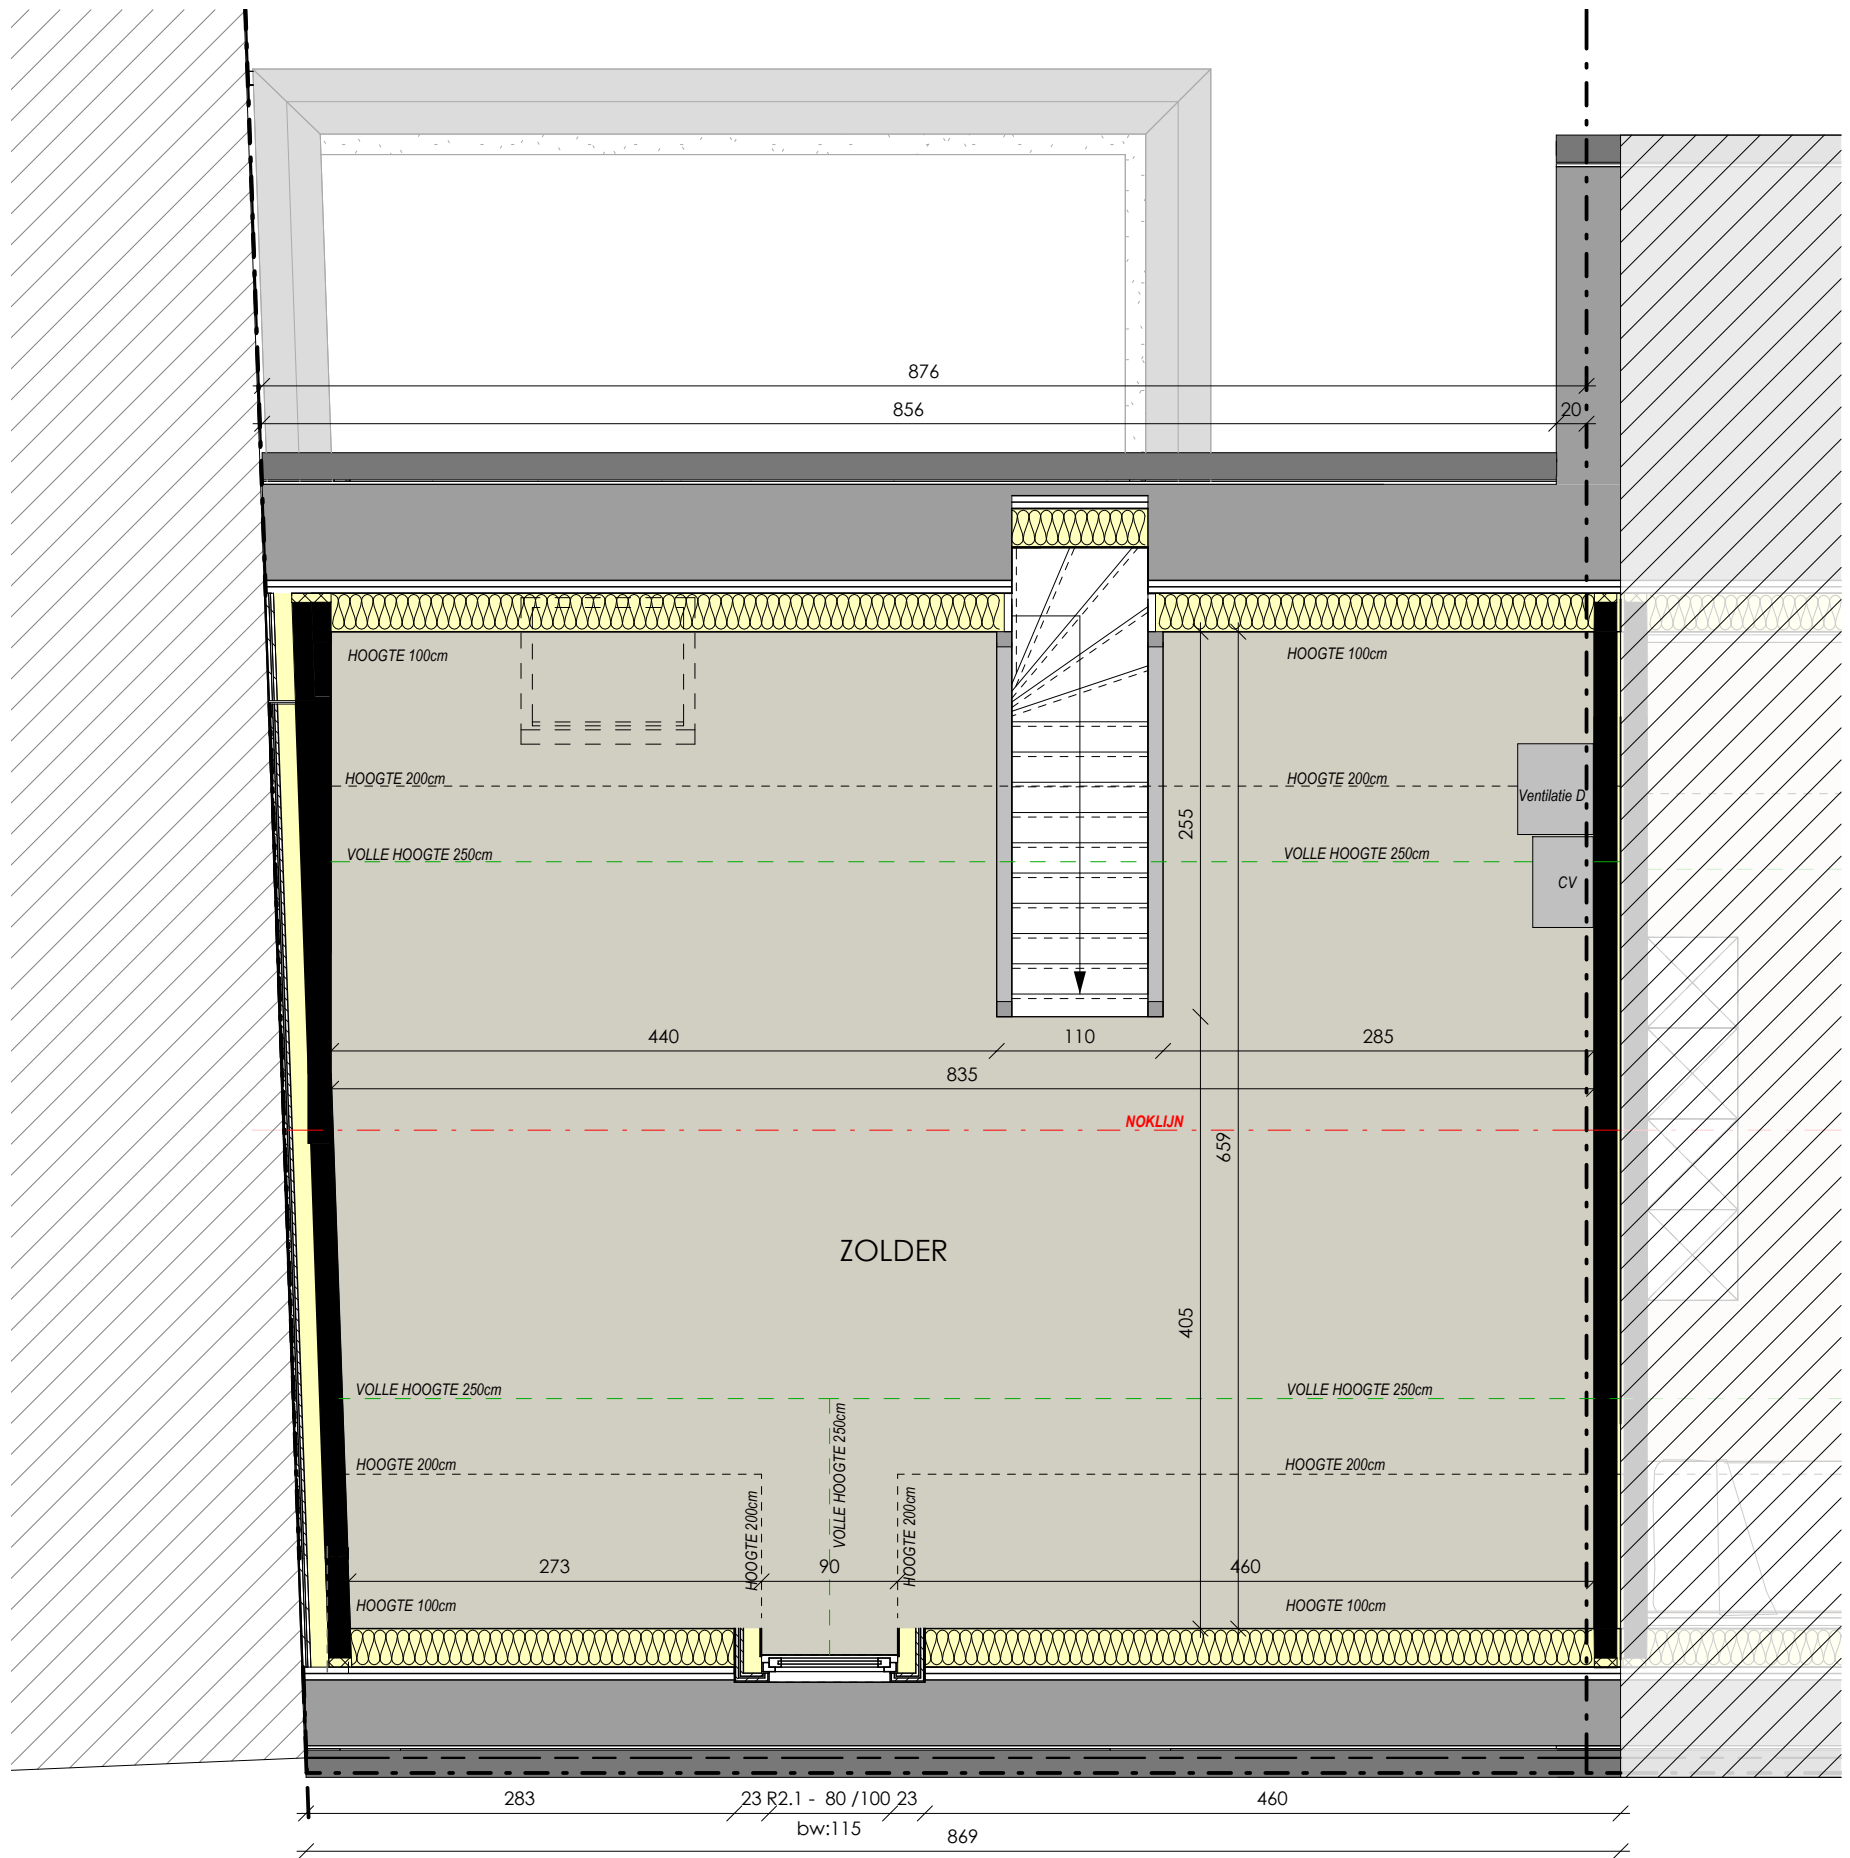 876
856
20
HOOGTE 100cm
HOOGTE 100cm
HOOGTE 200cm
HOOGTE 200cm
Ventilatie D
255
VOLLE HOOGTE 250cm
VOLLE HOOGTE 250cm
CV
440
110
285
835
NOKLIJN
659
ZOLDER
405
VOLLE HOOGTE 250cm
VOLLE HOOGTE 250cm
VOLLE HOOGTE 250cm
HOOGTE 200cm
HOOGTE 200cm
HOOGTE 200cm
HOOGTE 200cm
273
90
460
HOOGTE 100cm
HOOGTE 100cm
283
23
R2.1 - 80 /100
23
460
bw:115
869